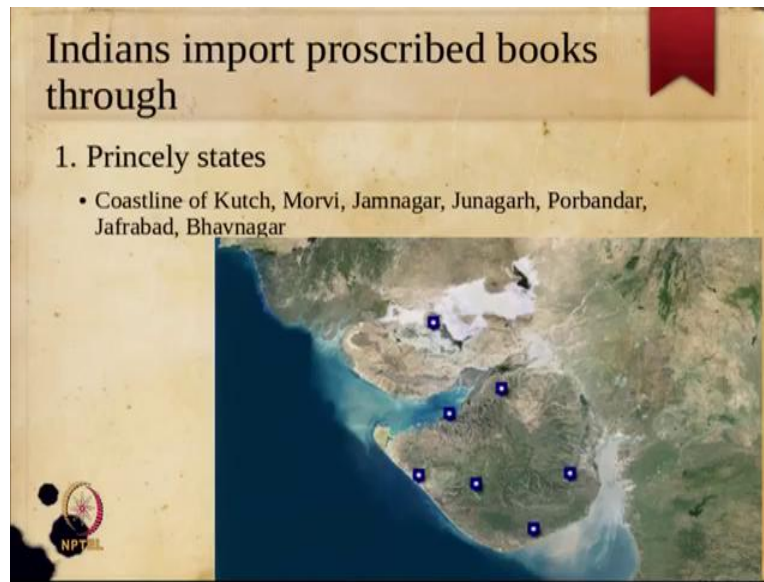 Indians import proscribed books
through
1. Princely states
• Coastline of Kutch, Morvi, Jamnagar, Junagarh, Porbandar,
Jafrabad, Bhavnagar
NPTEL